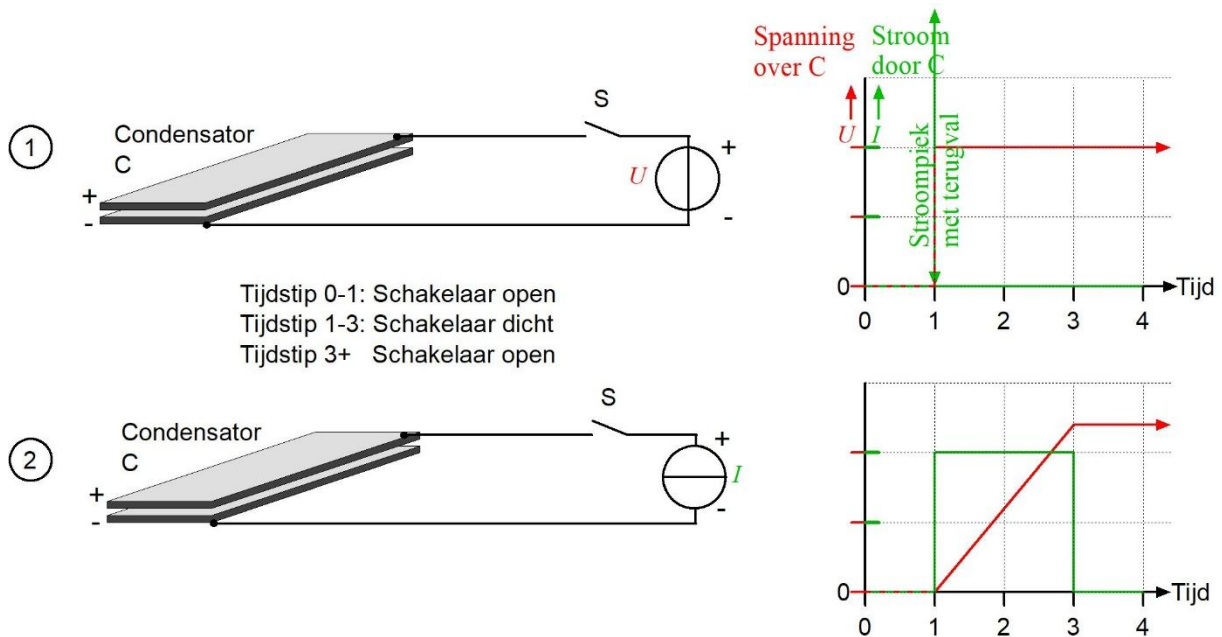 1
Condensator
C
+
-
S
U
+
-
Spanning
over C
Stroom
door C
U
I
Stroompiek
met terugval
0
Tijd
0 1 2 3 4
Tijdstip 0-1: Schakelaar open
Tijdstip 1-3: Schakelaar dicht
Tijdstip 3+ Schakelaar open
2
Condensator
C
+
-
S
+
I
-
0
Tijd
0 1 2 3 4